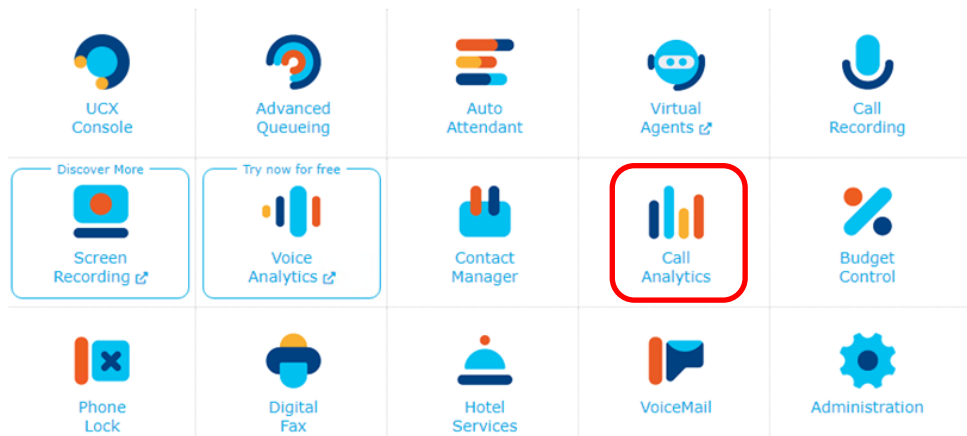 UCX
Console
Advanced
Queueing
Auto
Attendant
Virtual
Agents
Call
Recording
Discover More
Screen
Recording
Try now for free
Voice
Analytics
Contact
Manager
Call
Analytics
Budget
Control
Phone
Lock
Digital
Fax
Hotel
Services
VoiceMail
Administration